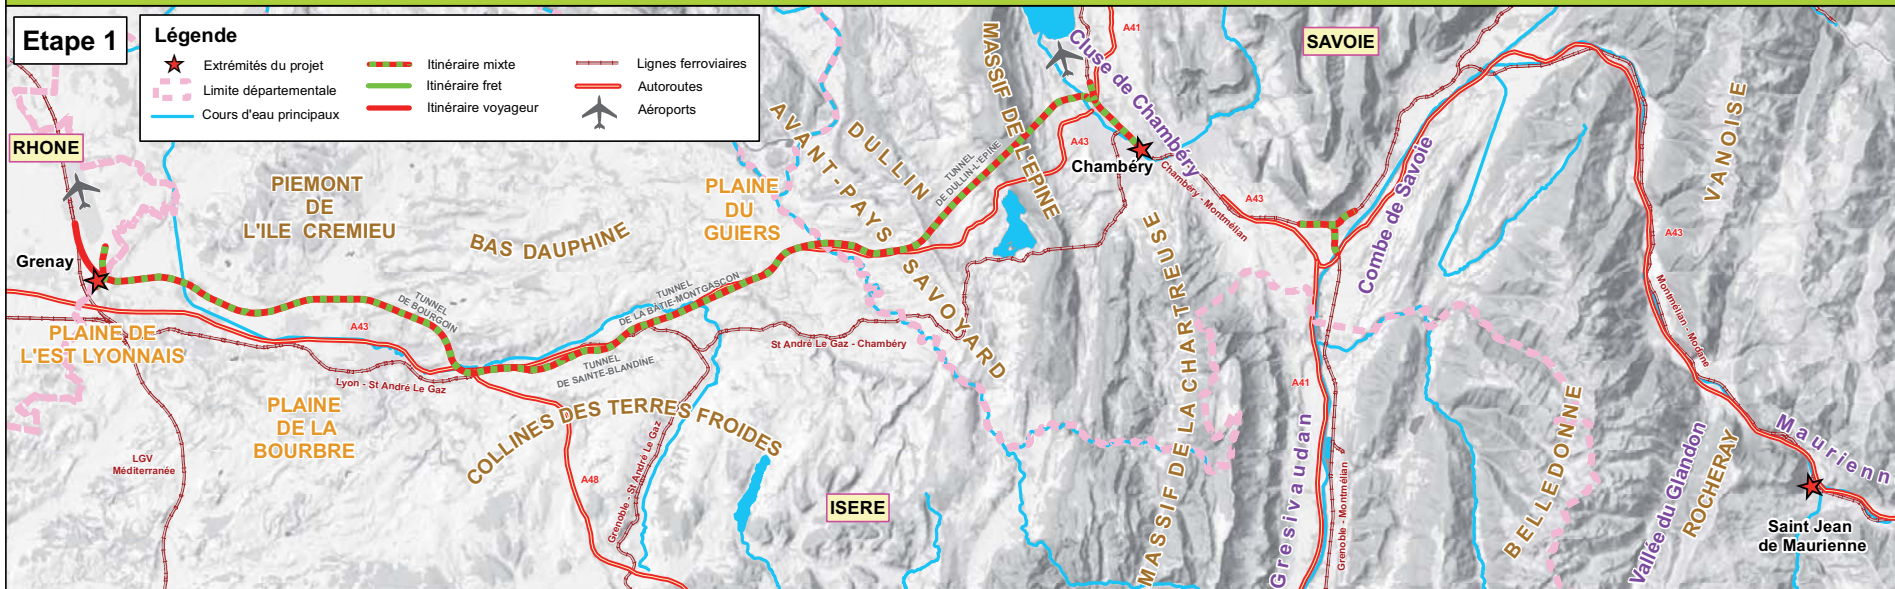 Etape 1
Légende
Extrémités du projet
Limite départementale
Cours d'eau principaux
Itinéraire mixte
Itinéraire fret
Itinéraire voyageur
Lignes ferroviaires
Autoroutes
Aéroports
RHONE
Grenay
PLAINE DE
L'EST LYONNAIS
PIEMONT
DE
L'ILE CREMIEU
BAS DAUPHINE
TUNNEL
DE BOURGOIN
A43
Lyon - St André Le Gaz
PLAINE
DE LA
BOURBRE
LGV
Méditerranée
COLLINES DES TERRES FROIDES
TUNNEL
DE SAINTE-BLANDINE
TUNNEL
DE LA BÂTIE-MONTGASCON
A48
Grenoble - St André Le Gaz
PLAINE
DU
GUIERS
AVANT-PAYS SAVOYARD
DULLIN
TUNNEL
DE DULLIN-L'EPINE
St André Le Gaz - Chambéry
ISERE
MASSIF DE L'EPINE
A41
Cluse de Chambéry
A43
Chambéry
Chambéry - Montmélian
A43
MASSIF DE LA CHARTREUSE
SAVOIE
Combe de Savoie
A41
Gresivaudan
Grenoble - Montmélian
VANOISE
A43
Montmélian - Modane
BELLEDONNE
Vallée du Glandon
ROCHERAY
Maurienn
Saint Jean
de Maurienne